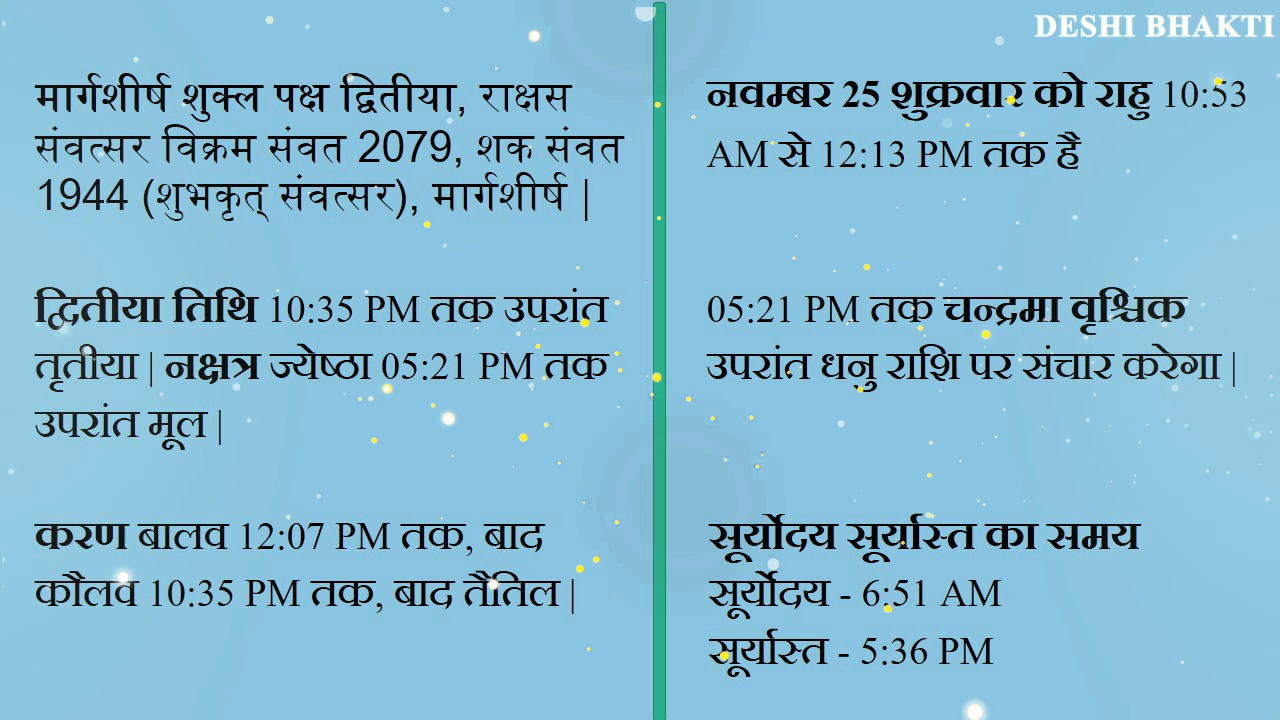 DESHI BHAKTI
मार्गशीर्ष शुक्ल पक्ष द्वितीया, राक्षस
संवत्सर विक्रम संवत 2079, शक संवत
1944 (शुभकृत् संवत्सर), मार्गशीर्ष |
द्वितीया तिथि 10:35 PM तक उपरांत
तृतीया | नक्षत्र ज्येष्ठा 05:21 PM तक
उपरांत मूल |
करण बालव 12:07 PM तक, बाद
कौलव 10:35 PM तक, बाद तैतिल |
नवम्बर 25 शुक्रवार को राहु 10:53
AM से 12:13 PM तक है
05:21 PM तक चन्द्रमा वृश्चिक
उपरांत धनु राशि पर संचार करेगा |
सूर्योदय सूर्यास्त का समय
सूर्योदय - 6:51 AM
सूर्यास्त - 5:36 PM